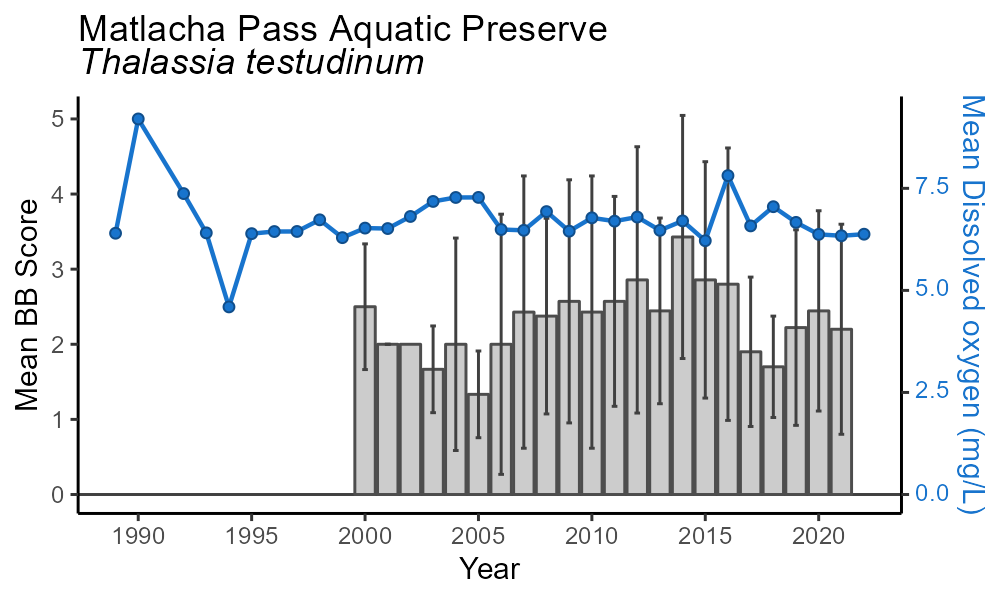 Matlacha Pass Aquatic Preserve
Thalassia testudinum
Mean BB Score
5
4
3
2
1
0
7.5
5.0
2.5
0.0
Mean Dissolved oxygen (mg/L)
1990 1995 2000 2005 2010 2015 2020
Year